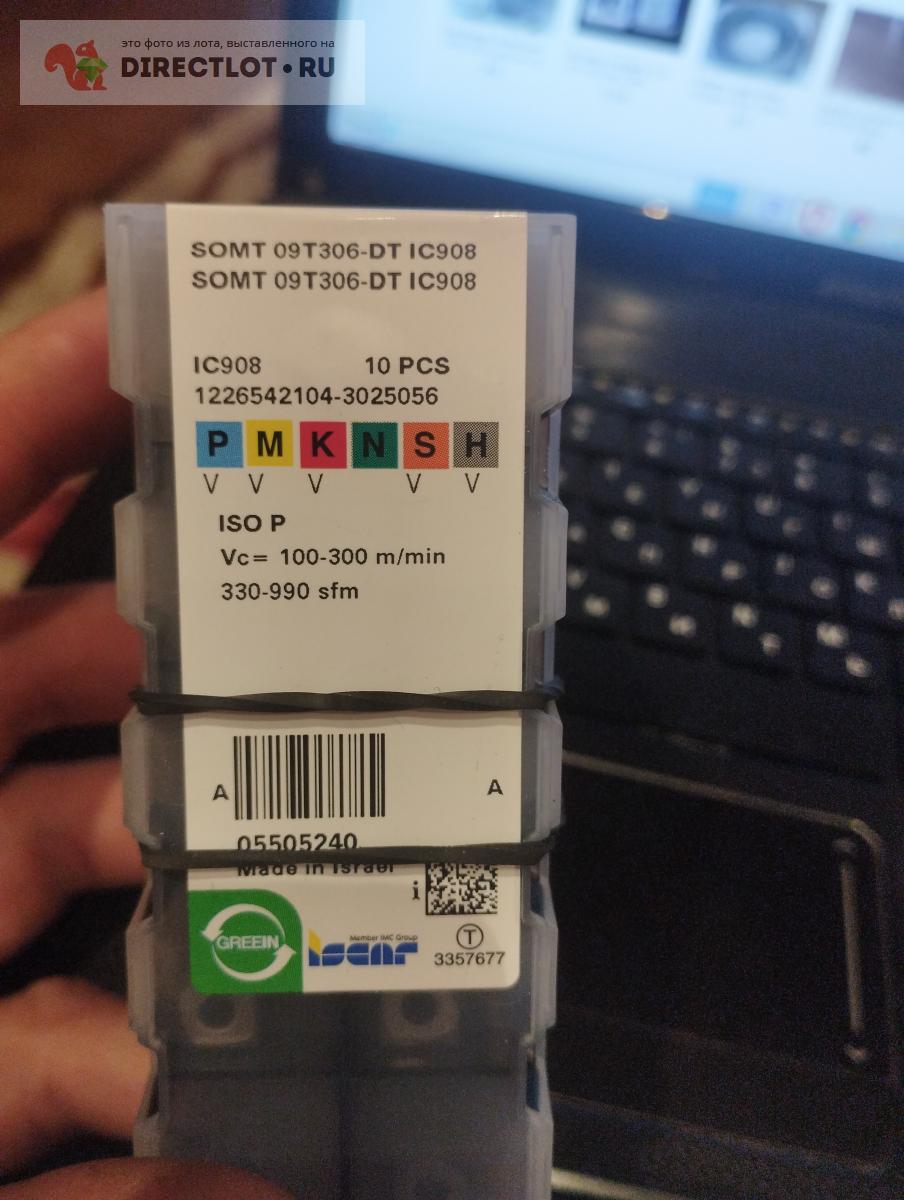 это фото из лота, выставленного на
DIRECTLOT•RU
SOMT 09T306-DT IC908
SOMT 09T306-DT IC908
IC908 10 PCS
1226542104-3025056
P M K N S H
V V V V V
ISO P
Vc= 100-300 m/min
330-990 sfm
A A
05505240
Made in Israel
i
GREEIN
Member IMC Group
iscar
T
3357677